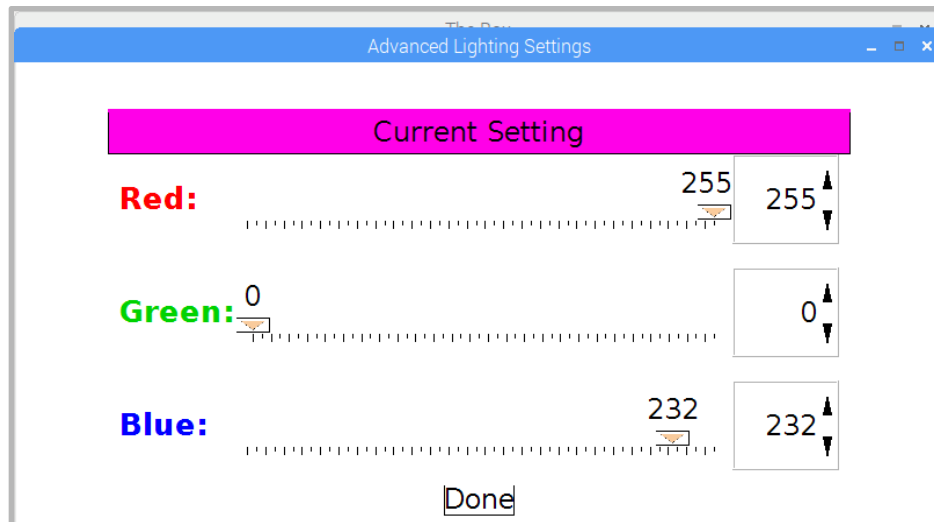 Advanced Lighting Settings
Current Setting
Red:
255
255
Green:
0
0
Blue:
232
232
Done